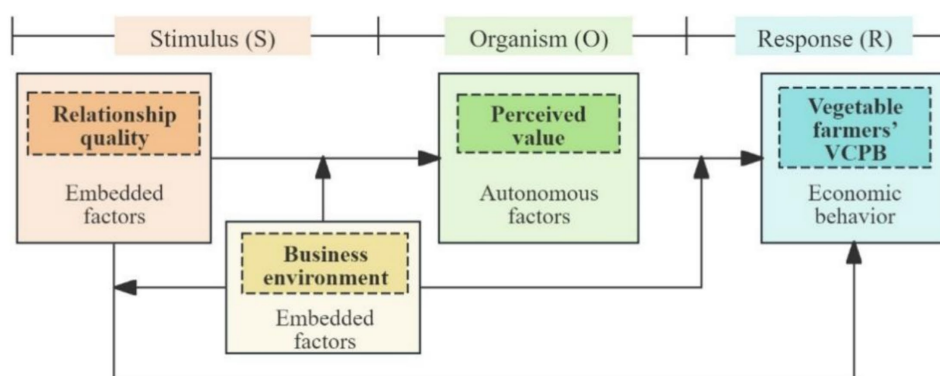 Stimulus (S)
Organism (O)
Response (R)
Relationship
quality
Embedded
factors
Business
environment
Embedded
factors
Perceived
value
Autonomous
factors
Vegetable
farmers'
VCPB
Economic
behavior